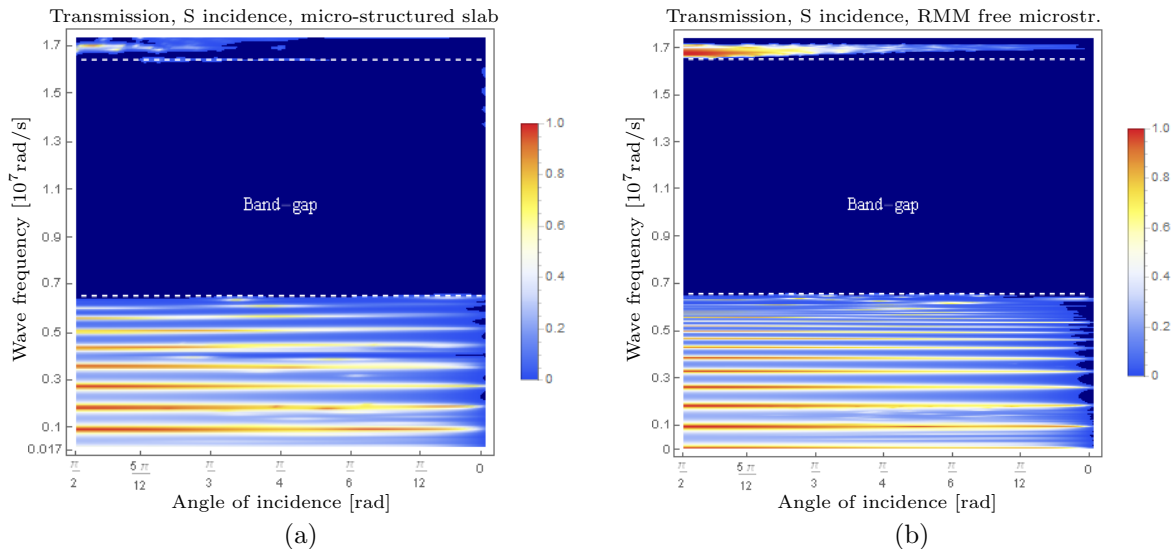 Transmission, S incidence, micro-structured slab
Wave frequency [10⁷rad/s]
1.7
1.5
1.3
1.1
0.9
0.7
0.5
0.3
0.1
0.017
Band-gap
π/2
5π/12
π/3
π/4
π/6
π/12
0
Angle of incidence [rad]
1.0
0.8
0.6
0.4
0.2
0
(a)
Transmission, S incidence, RMM free microstr.
Wave frequency [10⁷rad/s]
1.7
1.5
1.3
1.1
0.9
0.7
0.5
0.3
0.1
0
Band-gap
π/2
5π/12
π/3
π/4
π/6
π/12
0
Angle of incidence [rad]
1.0
0.8
0.6
0.4
0.2
0
(b)